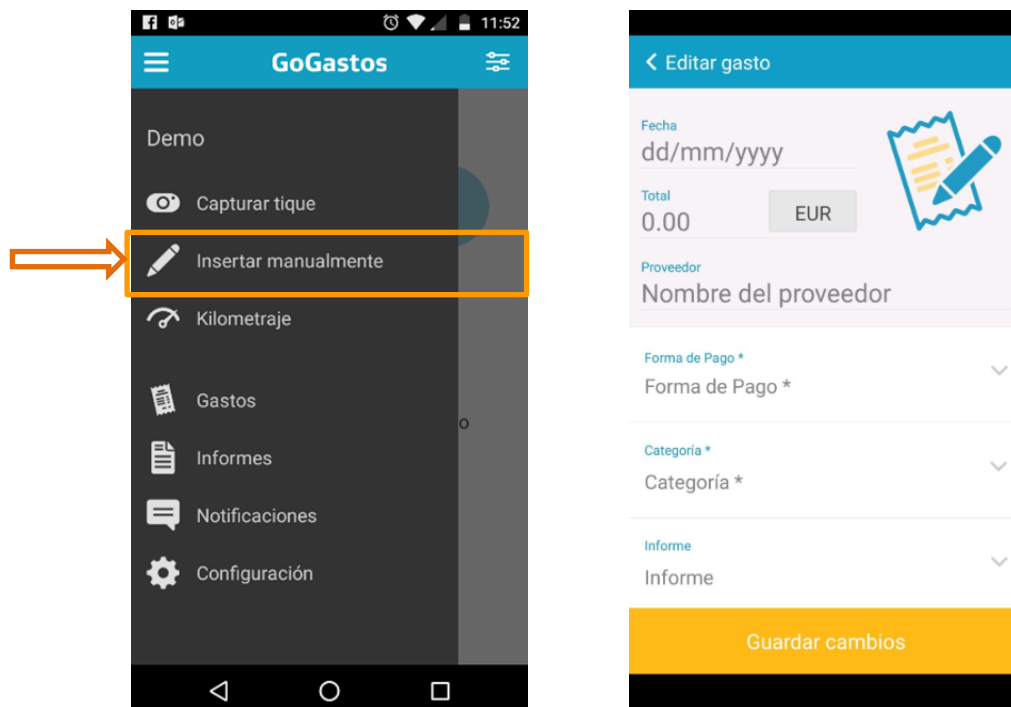 11:52
GoGastos
Demo
Capturar tique
Insertar manualmente
Kilometraje
Gastos
Informes
Notificaciones
Configuración
o
Editar gasto
Fecha
dd/mm/yyyy
Total
0.00 EUR
Proveedor
Nombre del proveedor
Forma de Pago *
Forma de Pago *
Categoría *
Categoría *
Informe
Informe
Guardar cambios